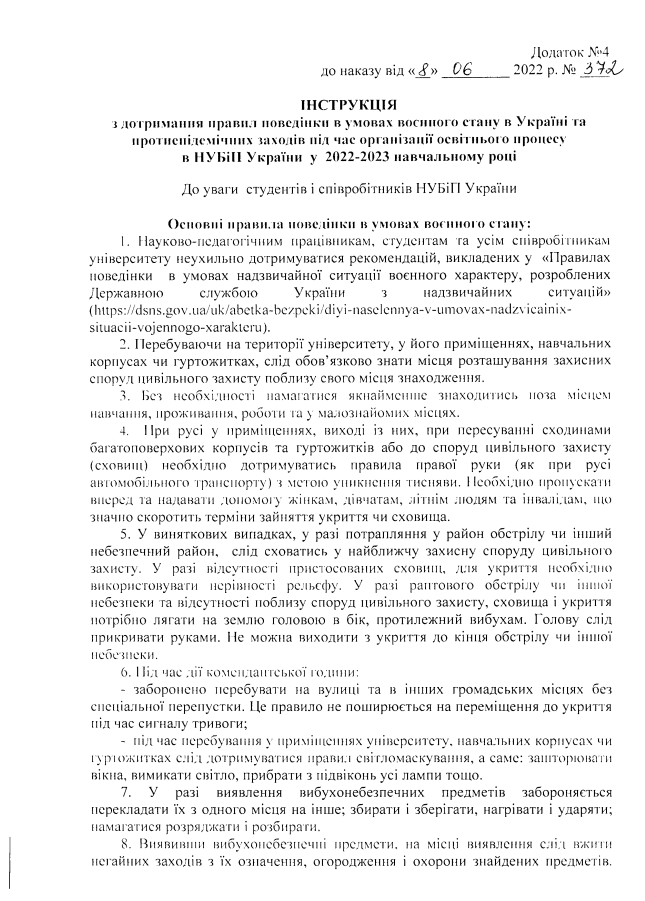 Додаток №4
до наказу від «8» 06 2022 р. № 372
ІНСТРУКЦІЯ
з дотримання правил поведінки в умовах воєнного стану в Україні та
протиепідемічних заходів під час організації освітнього процесу
в НУБіП України у 2022-2023 навчальному році
До уваги студентів і співробітників НУБіП України
Основні правила поведінки в умовах воєнного стану:
1. Науково-педагогічним працівникам, студентам та усім співробітникам
університету неухильно дотримуватися рекомендацій, викладених у «Правилах
поведінки в умовах надзвичайної ситуації воєнного характеру, розроблених
Державною службою України з надзвичайних ситуацій»
(https://dsns.gov.ua/uk/abetka-bezpeki/diyi-naselennya-v-umovax-nadzvicainix-
situacii-vojennogo-xarakteru).
2. Перебуваючи на території університету, у його приміщеннях, навчальних
корпусах чи гуртожитках, слід обов’язково знати місця розташування захисних
споруд цивільного захисту поблизу свого місця знаходження.
3. Без необхідності намагатися якнайменше знаходитись поза місцем
навчання, проживання, роботи та у малознайомих місцях.
4. При русі у приміщеннях, виході із них, при пересуванні сходинами
багатоповерхових корпусів та гуртожитків або до споруд цивільного захисту
(сховищ) необхідно дотримуватись правила правої руки (як при русі
автомобільного транспорту) з метою уникнення тисняви. Необхідно пропускати
вперед та надавати допомогу жінкам, дівчатам, літнім людям та інвалідам, що
значно скоротить терміни зайняття укриття чи сховища.
5. У виняткових випадках, у разі потрапляння у район обстрілу чи інший
небезпечний район, слід сховатись у найближчу захисну споруду цивільного
захисту. У разі відсутності пристосованих сховищ, для укриття необхідно
використовувати нерівності рельєфу. У разі раптового обстрілу чи іншої
небезпеки та відсутності поблизу споруд цивільного захисту, сховища і укриття
потрібно лягати на землю головою в бік, протилежний вибухам. Голову слід
прикривати руками. Не можна виходити з укриття до кінця обстрілу чи іншої
небезпеки.
6. Під час дії комендантської години:
- заборонено перебувати на вулиці та в інших громадських місцях без
спеціальної перепустки. Це правило не поширюється на переміщення до укриття
під час сигналу тривоги;
- під час перебування у приміщеннях університету, навчальних корпусах чи
гуртожитках слід дотримуватися правил світломаскування, а саме: зашторювати
вікна, вимикати світло, прибрати з підвіконь усі лампи тощо.
7. У разі виявлення вибухонебезпечних предметів забороняється
перекладати їх з одного місця на інше; збирати і зберігати, нагрівати і ударяти;
намагатися розряджати і розбирати.
8. Виявивши вибухонебезпечні предмети, на місці виявлення слід вжити
негайних заходів з їх означення, огородження і охорони знайдених предметів.